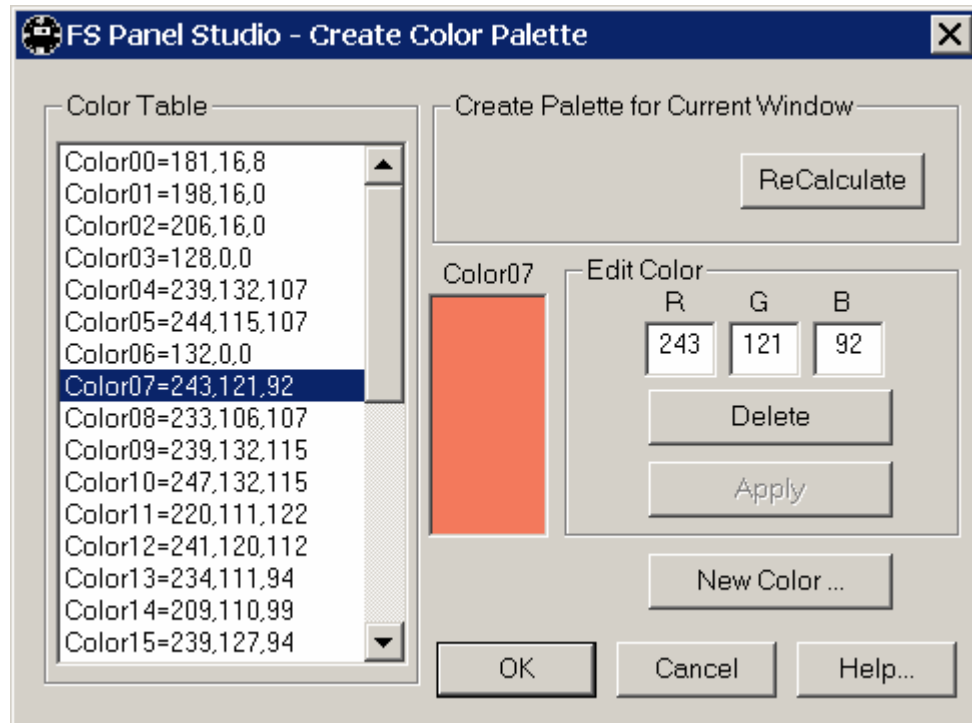 FS Panel Studio - Create Color Palette
Color Table
Color00=181,16,8
Color01=198,16,0
Color02=206,16,0
Color03=128,0,0
Color04=239,132,107
Color05=244,115,107
Color06=132,0,0
Color07=243,121,92
Color08=233,106,107
Color09=239,132,115
Color10=247,132,115
Color11=220,111,122
Color12=241,120,112
Color13=234,111,94
Color14=209,110,99
Color15=239,127,94
Create Palette for Current Window
ReCalculate
Color07
Edit Color
R G B
243 121 92
Delete
Apply
New Color ...
OK Cancel Help...